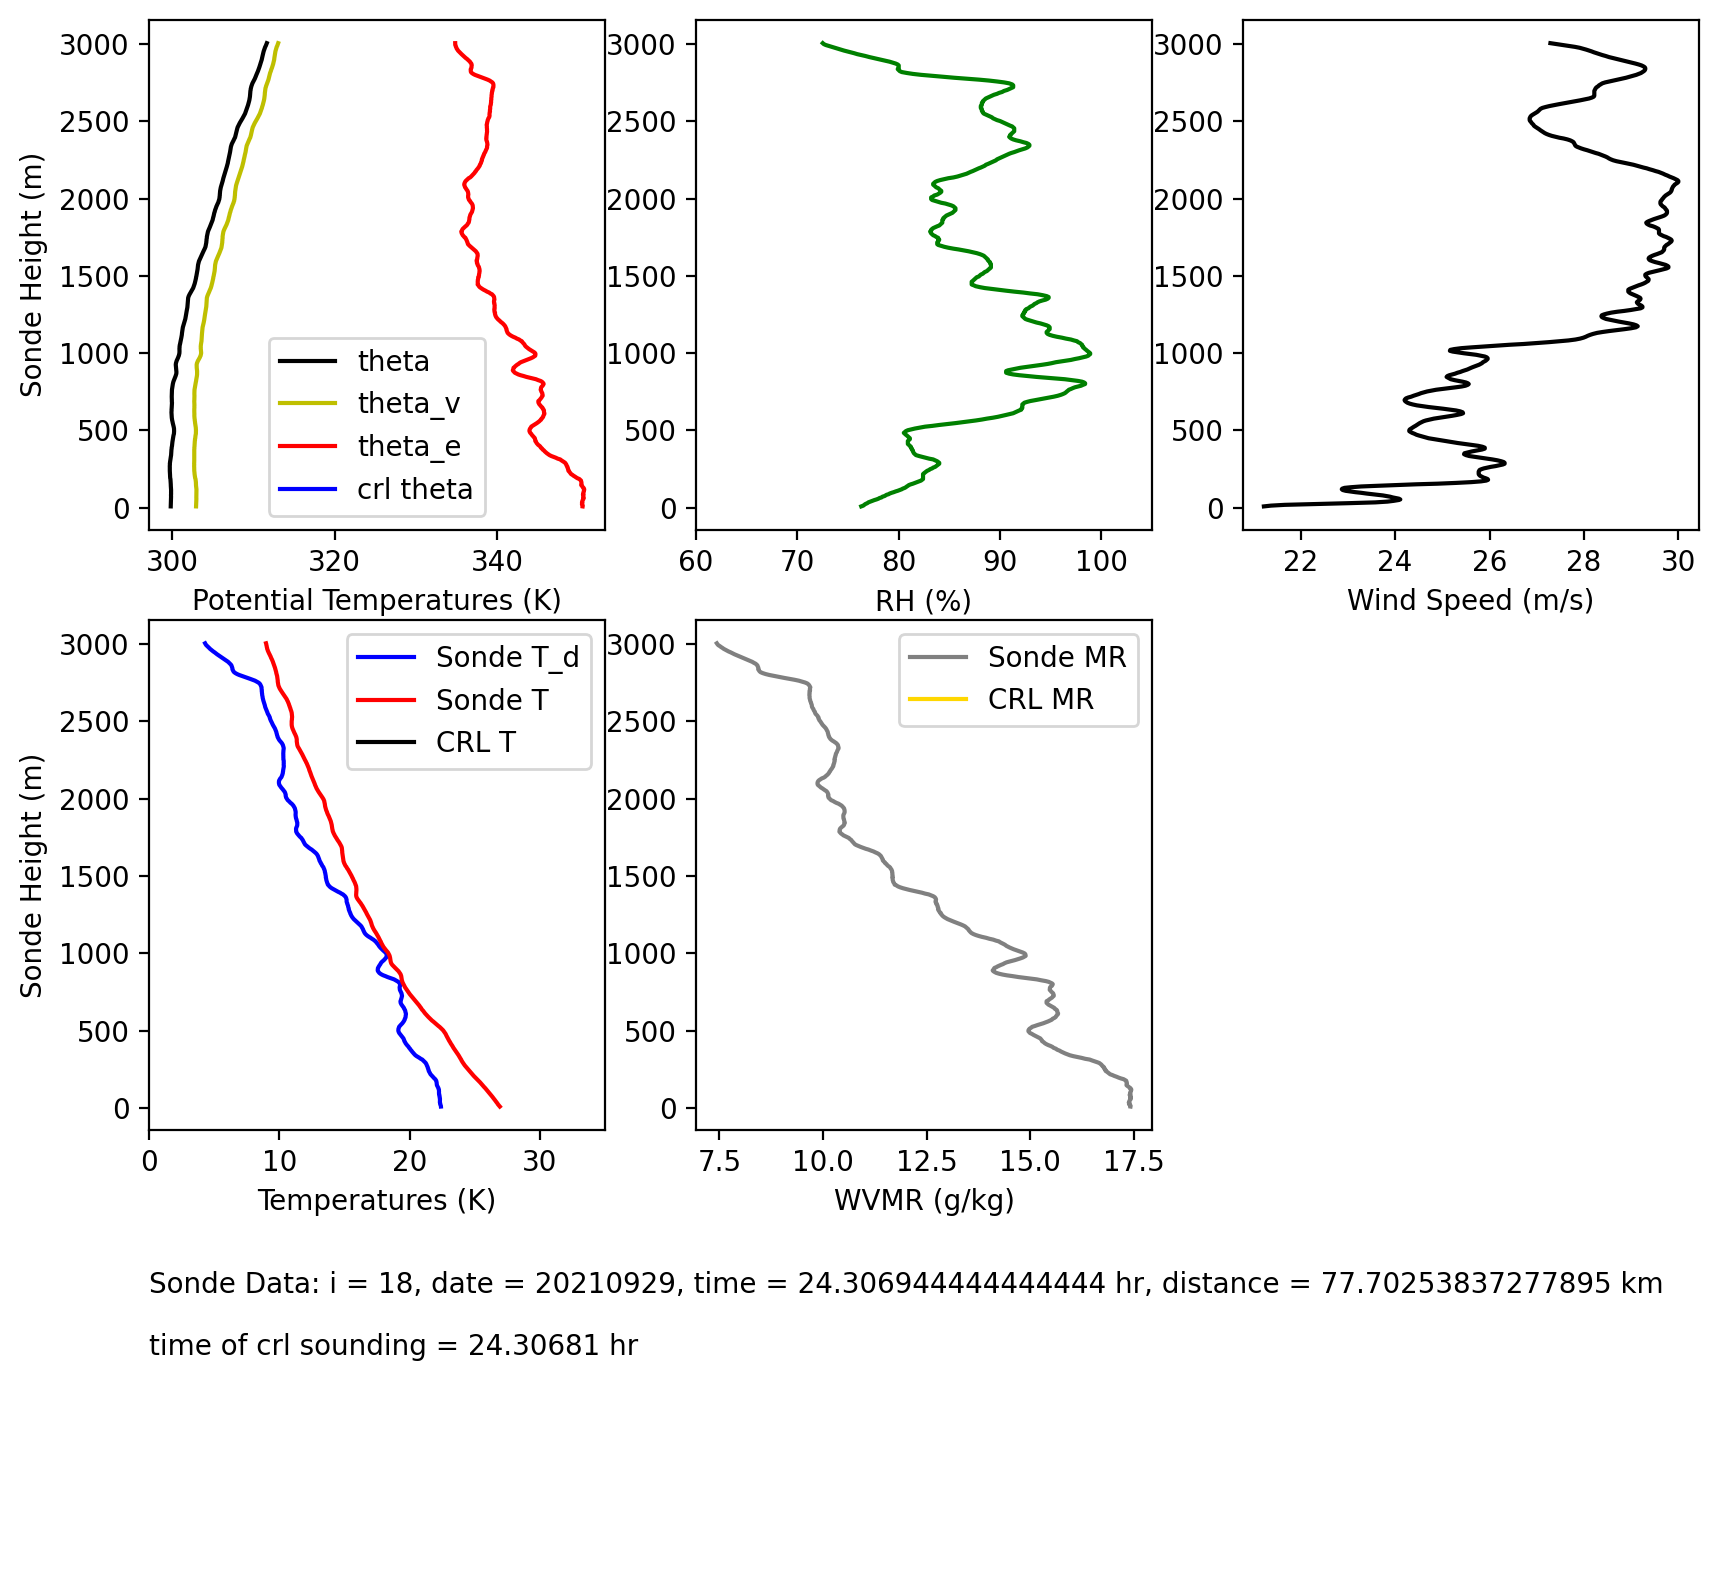 3000
2500
2000
1500
1000
500
0
Sonde Height (m)
300 320 340
Potential Temperatures (K)
theta
theta_v
theta_e
crl theta
3000
2500
2000
1500
1000
500
0
60 70 80 90 100
RH (%)
3000
2500
2000
1500
1000
500
0
22 24 26 28 30
Wind Speed (m/s)
3000
2500
2000
1500
1000
500
0
Sonde Height (m)
0 10 20 30
Temperatures (K)
Sonde T_d
Sonde T
CRL T
3000
2500
2000
1500
1000
500
0
7.5 10.0 12.5 15.0 17.5
WVMR (g/kg)
Sonde MR
CRL MR
Sonde Data: i = 18, date = 20210929, time = 24.306944444444444 hr, distance = 77.70253837277895 km
time of crl sounding = 24.30681 hr